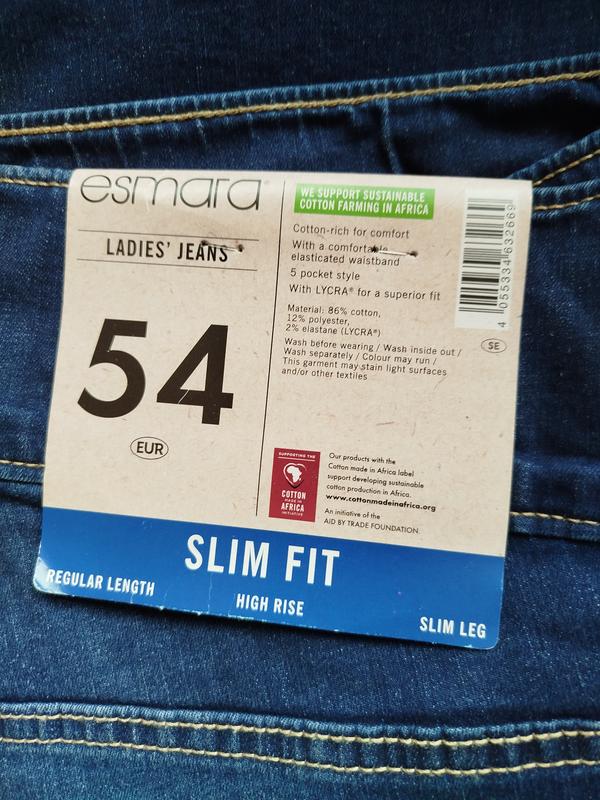 esmara®
LADIES' JEANS
54
EUR
WE SUPPORT SUSTAINABLE
COTTON FARMING IN AFRICA
Cotton-rich for comfort
With a comfortable
elasticated waistband
5 pocket style
With LYCRA® for a superior fit
Material: 86% cotton,
12% polyester,
2% elastane (LYCRA®)
Wash before wearing / Wash inside out /
Wash separately / Colour may run /
This garment may stain light surfaces
and/or other textiles
4 055334 632669
SE
SUPPORTING THE
COTTON
MADE IN
AFRICA
INITIATIVE
Our products with the
Cotton made in Africa label
support developing sustainable
cotton production in Africa.
www.cottonmadeinafrica.org
An initiative of the
AID BY TRADE FOUNDATION.
SLIM FIT
REGULAR LENGTH
HIGH RISE
SLIM LEG